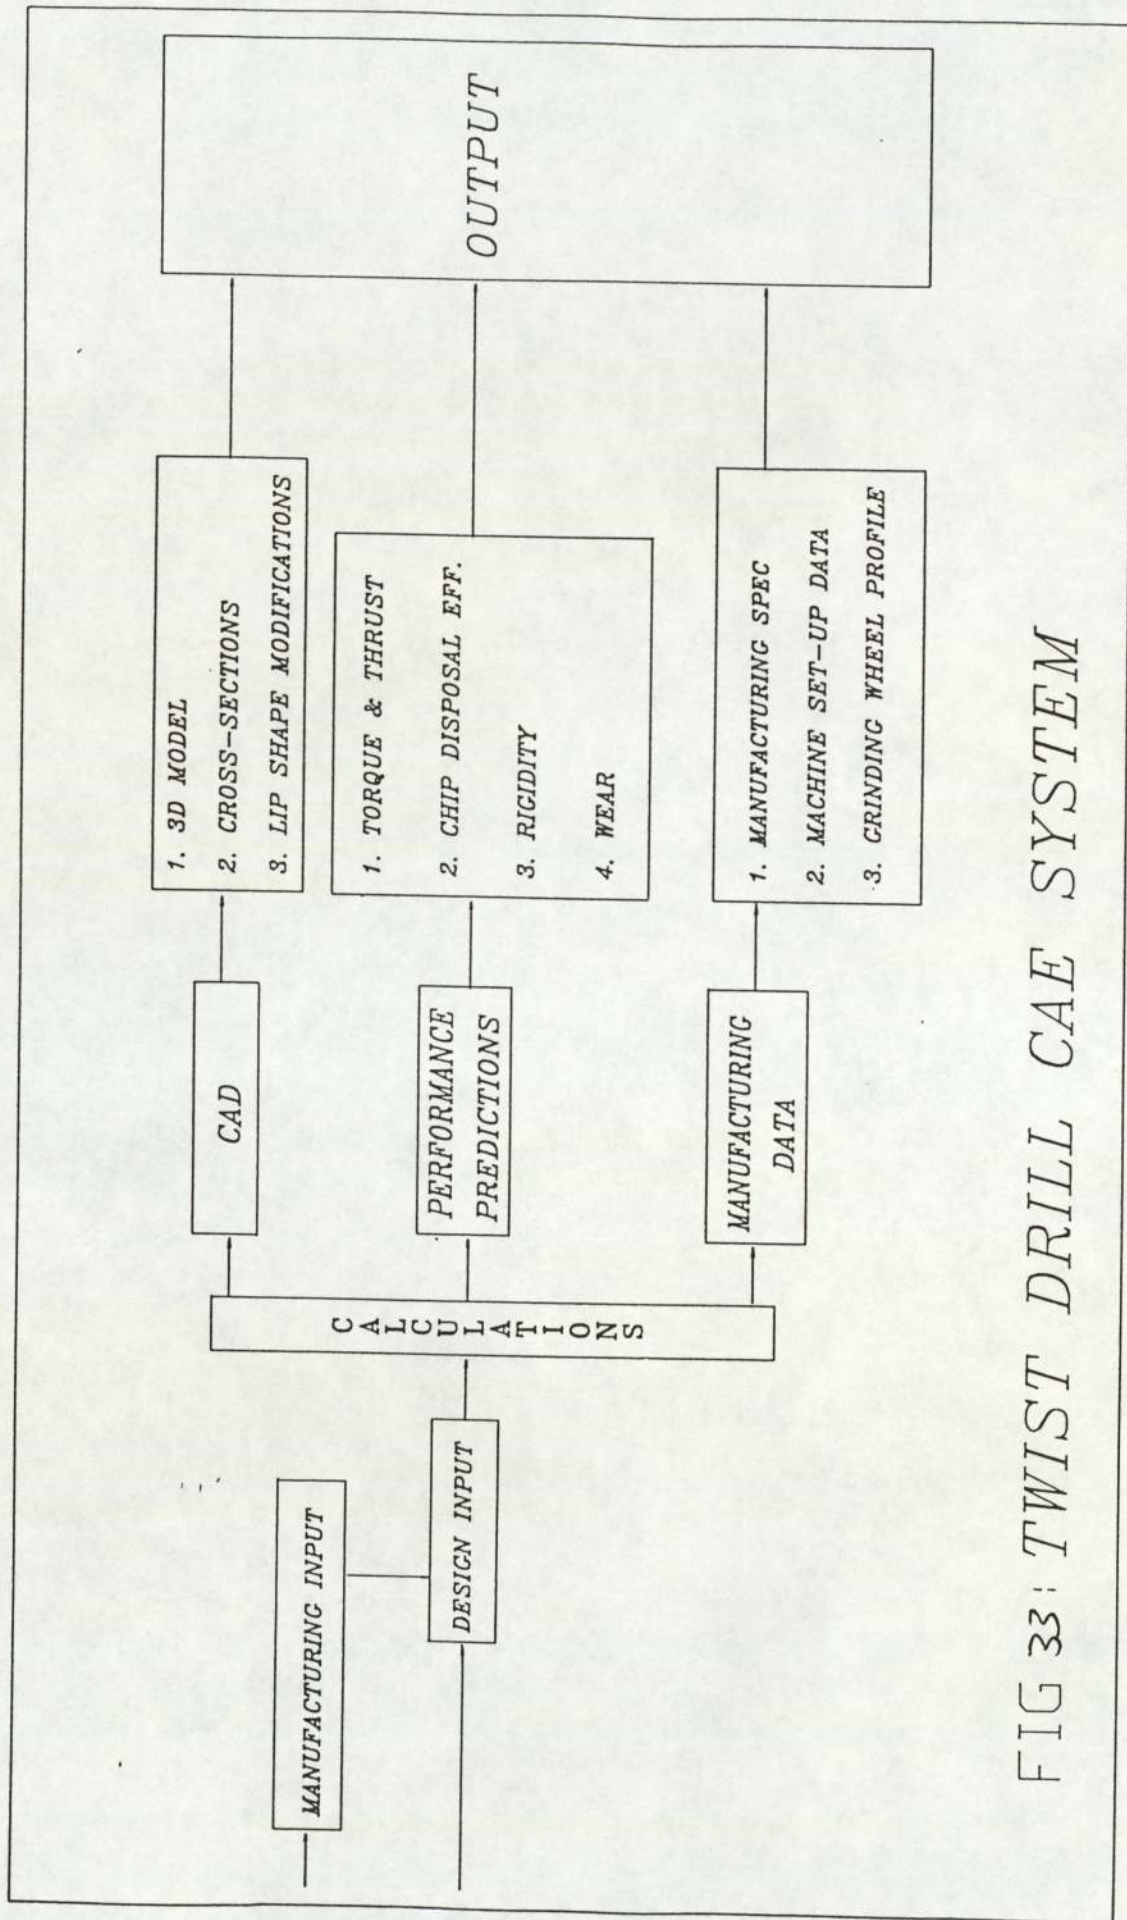 MANUFACTURING INPUT
DESIGN INPUT
CALCULATIONS
CAD
PERFORMANCE
PREDICTIONS
MANUFACTURING
DATA
1. 3D MODEL
2. CROSS-SECTIONS
3. LIP SHAPE MODIFICATIONS
1. TORQUE & THRUST
2. CHIP DISPOSAL EFF.
3. RIGIDITY
4. WEAR
1. MANUFACTURING SPEC
2. MACHINE SET-UP DATA
3. GRINDING WHEEL PROFILE
OUTPUT
FIG 33: TWIST DRILL CAE SYSTEM